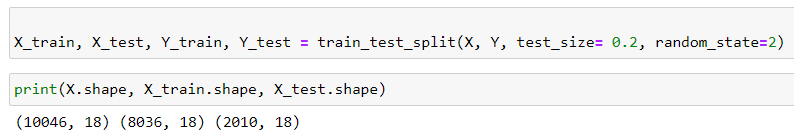 X_train, X_test, Y_train, Y_test = train_test_split(X, Y, test_size= 0.2, random_state=2)
print(X.shape, X_train.shape, X_test.shape)
(10046, 18) (8036, 18) (2010, 18)